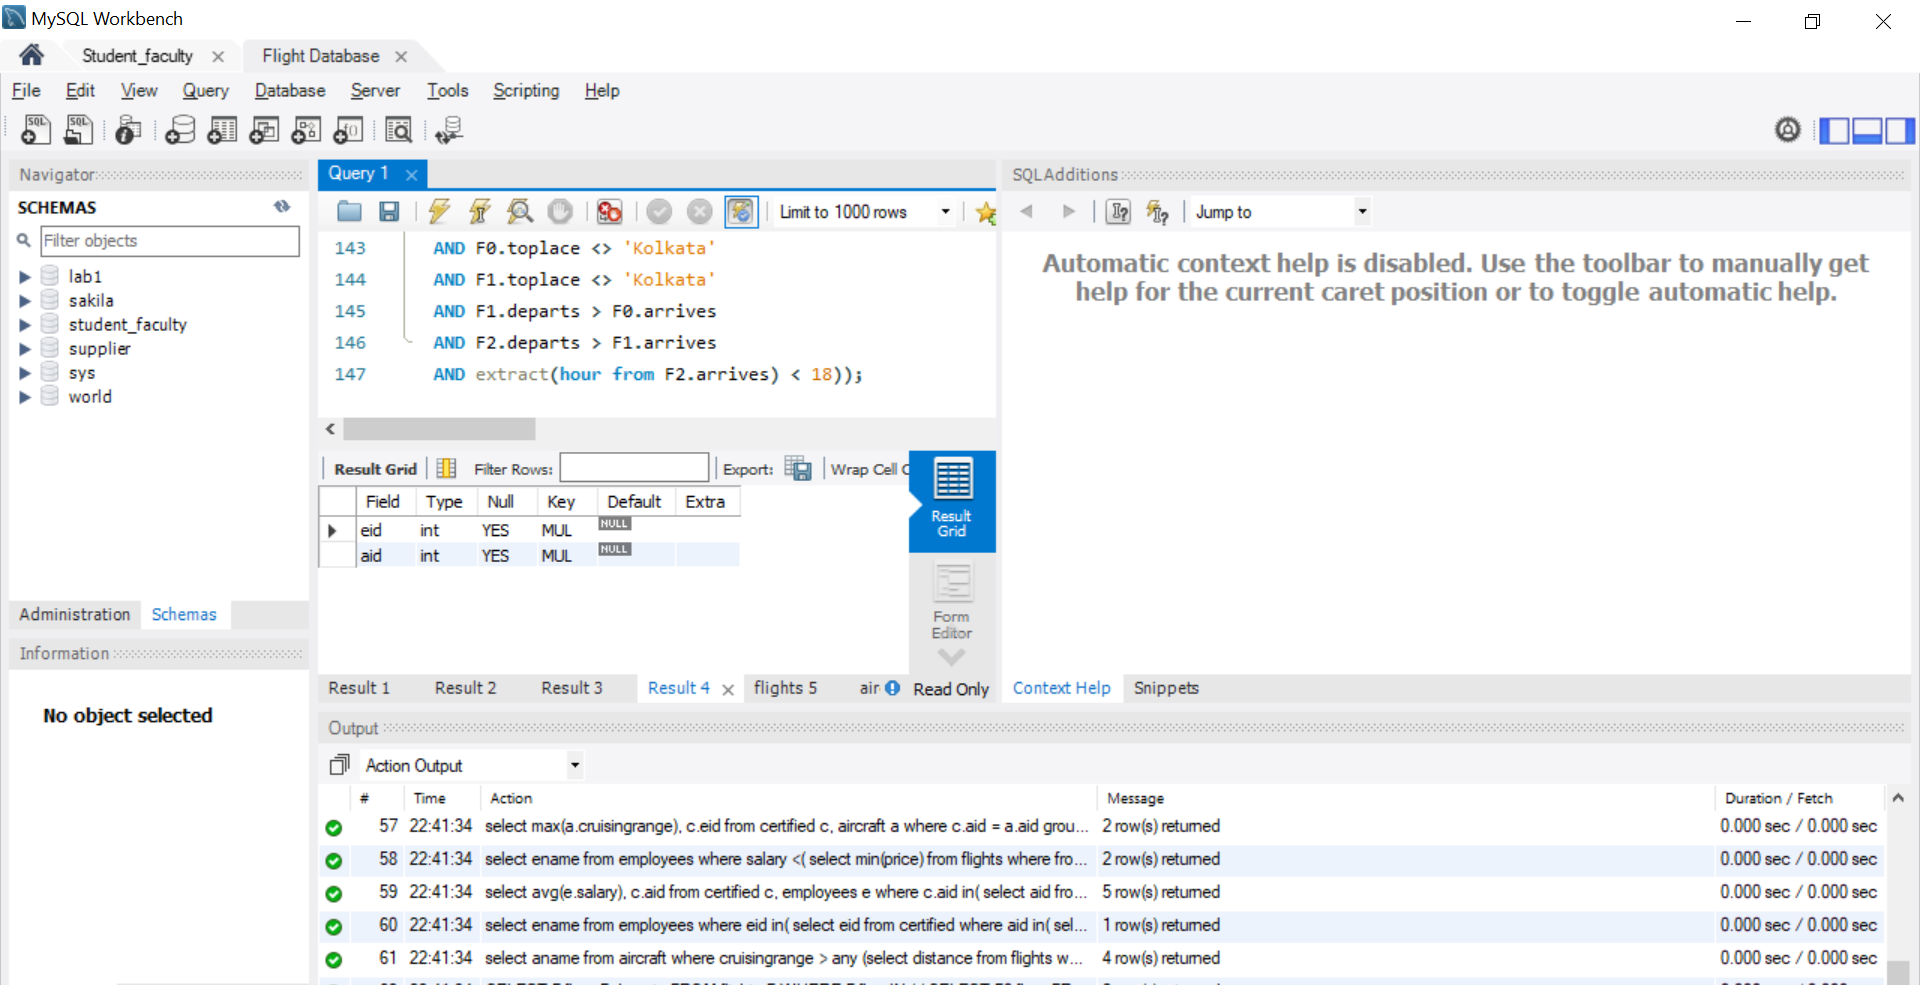 MySQL Workbench
Student_faculty
Flight Database
File Edit View Query Database Server Tools Scripting Help
SQL SQL
Navigator
SCHEMAS
Filter objects
lab1
sakila
student_faculty
supplier
sys
world
Administration Schemas
Information
No object selected
Query 1
Limit to 1000 rows
143 AND F0.toplace <> 'Kolkata'
144 AND F1.toplace <> 'Kolkata'
145 AND F1.departs > F0.arrives
146 AND F2.departs > F1.arrives
147 AND extract(hour from F2.arrives) < 18));
Result Grid Filter Rows: Export: Wrap Cell C
Field Type Null Key Default Extra
eid int YES MUL NULL
aid int YES MUL NULL
Result
Grid
Form
Editor
Result 1 Result 2 Result 3 Result 4 flights 5 air Read Only
SQLAdditions
Jump to
Automatic context help is disabled. Use the toolbar to manually get
help for the current caret position or to toggle automatic help.
Context Help Snippets
Output
Action Output
# Time Action Message Duration / Fetch
57 22:41:34 select max(a.cruisingrange), c.eid from certified c, aircraft a where c.aid = a.aid grou... 2 row(s) returned 0.000 sec / 0.000 sec
58 22:41:34 select ename from employees where salary <( select min(price) from flights where fro... 2 row(s) returned 0.000 sec / 0.000 sec
59 22:41:34 select avg(e.salary), c.aid from certified c, employees e where c.aid in( select aid fro... 5 row(s) returned 0.000 sec / 0.000 sec
60 22:41:34 select ename from employees where eid in( select eid from certified where aid in( sel... 1 row(s) returned 0.000 sec / 0.000 sec
61 22:41:34 select aname from aircraft where cruisingrange > any (select distance from flights w... 4 row(s) returned 0.000 sec / 0.000 sec